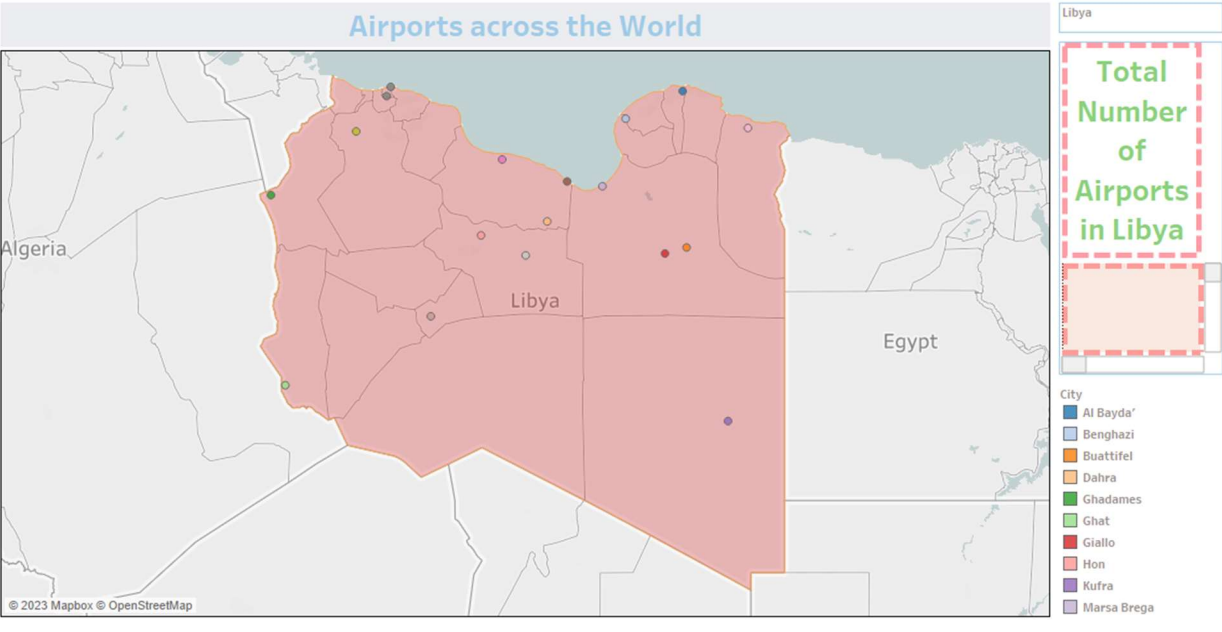 Airports across the World
Libya
Total
Number
of
Airports
in Libya
Algeria
Libya
Egypt
© 2023 Mapbox © OpenStreetMap
City
Al Bayda'
Benghazi
Buattifel
Dahra
Ghadames
Ghat
Giallo
Hon
Kufra
Marsa Brega